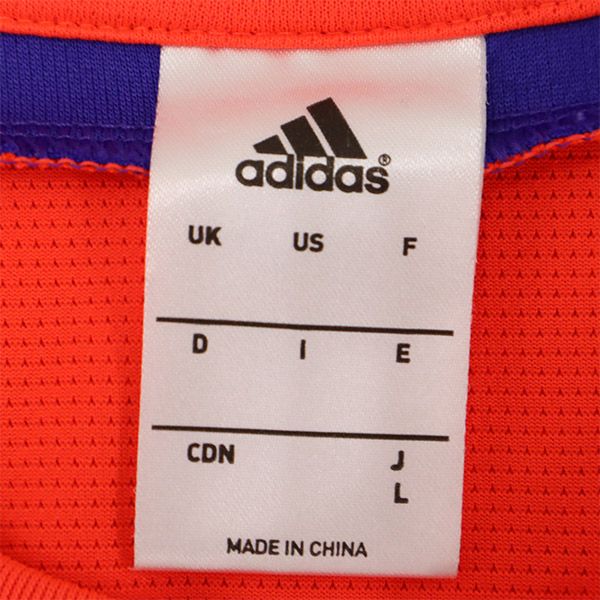 adidas®
UK US F
D I E
CDN J
L
MADE IN CHINA